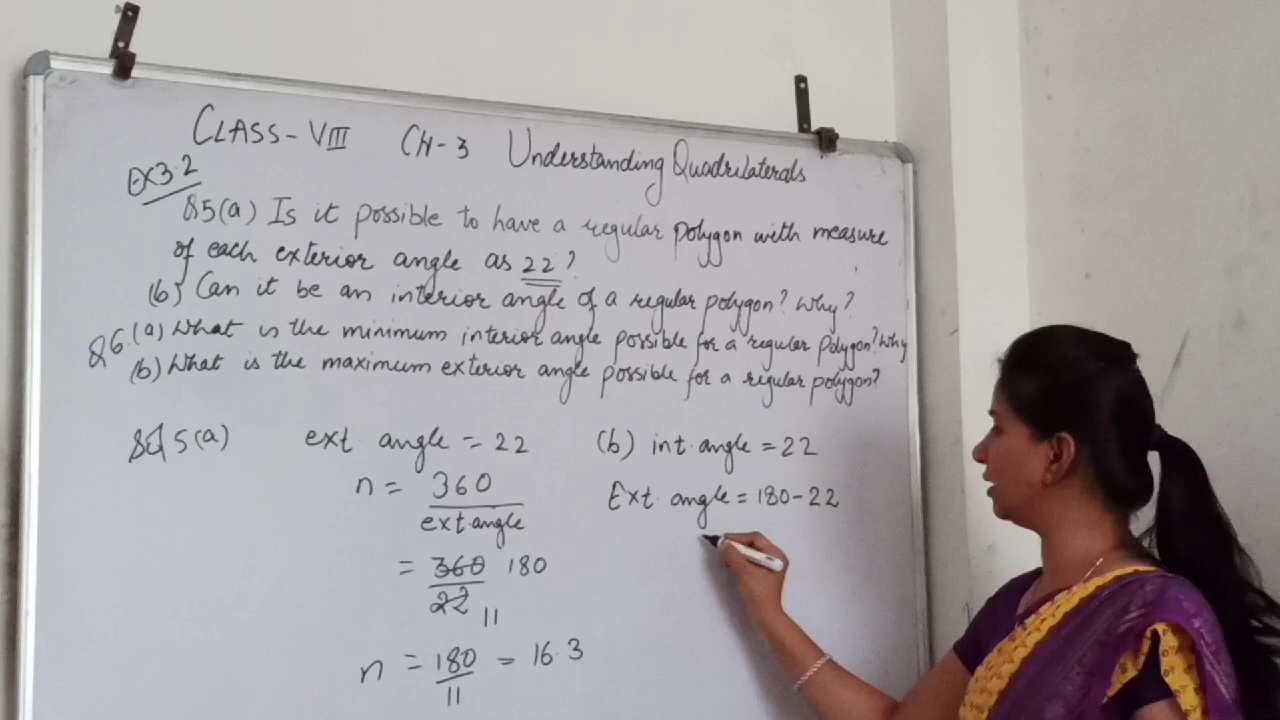 CLASS-VIII CH-3 Understanding Quadrilaterals
EX 3.2
Q5(a) Is it possible to have a regular polygon with measure
of each exterior angle as 22?
(b) Can it be an interior angle of a regular polygon? Why?
Q6. (a) What is the minimum interior angle possible for a regular polygon? Why
(b) What is the maximum exterior angle possible for a regular polygon?
5(a) ext angle = 22
n = 360
ext angle
= 360 180
22 11
n = 180 = 16.3
11
(b) int angle = 22
Ext. angle = 180-22